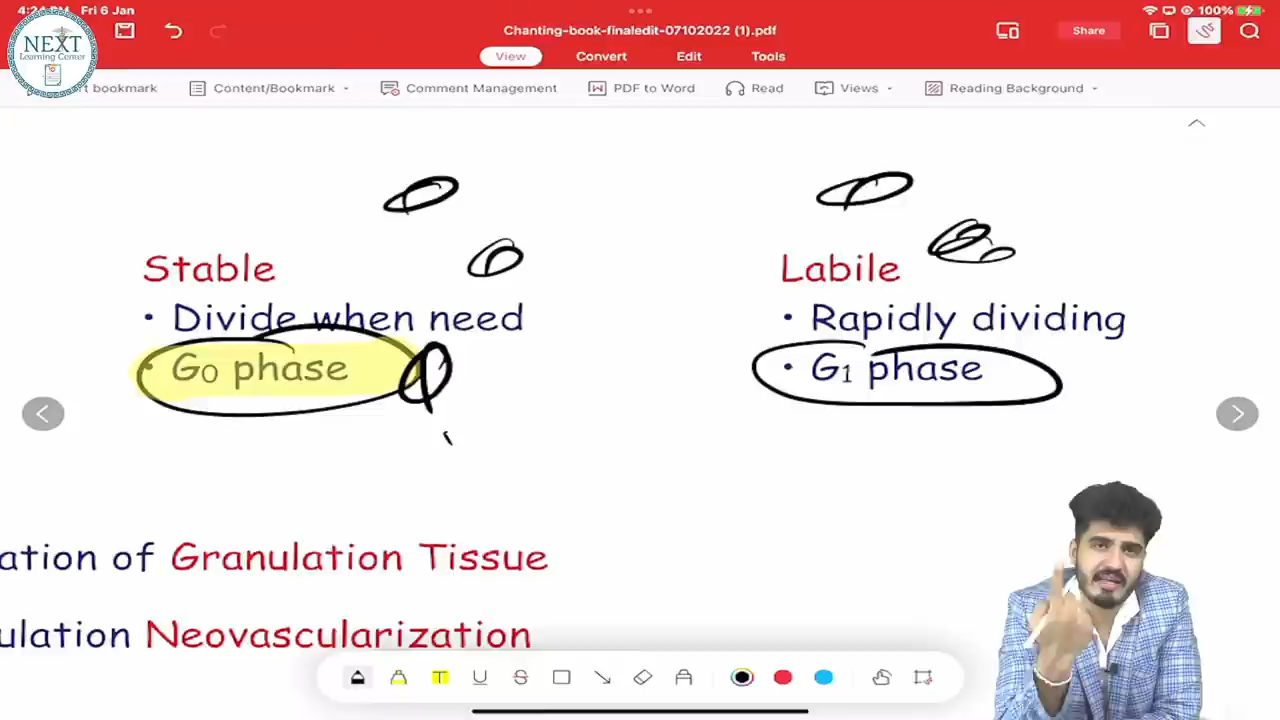 4:24 PM Fri 6 Jan
100%
NEXT
Learning Center
Chanting-book-finaledit-07102022 (1).pdf
Share
View
Convert
Edit
Tools
t bookmark
Content/Bookmark
Comment Management
PDF to Word
Read
Views
Reading Background
Stable
• Divide when need
• G0 phase
Labile
• Rapidly dividing
• G1 phase
ation of Granulation Tissue
ulation Neovascularization
T
U
S